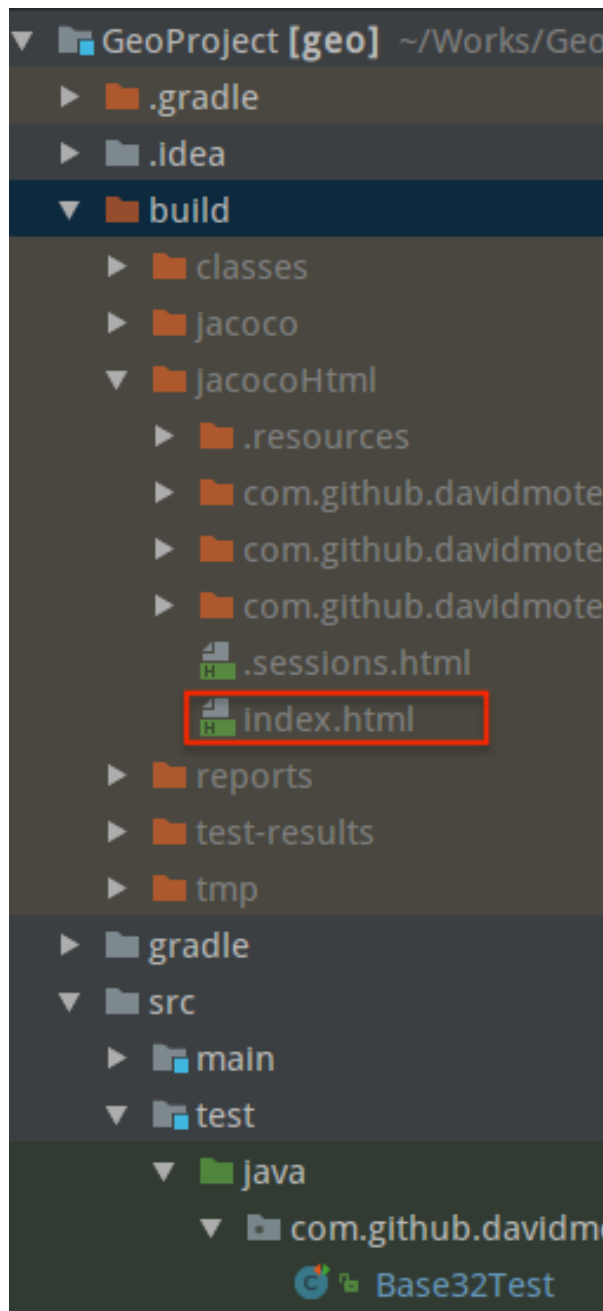 GeoProject [geo] ~/Works/Geo
.gradle
.idea
build
classes
jacoco
jacocoHtml
.resources
com.github.davidmote
com.github.davidmote
com.github.davidmote
.sessions.html
index.html
reports
test-results
tmp
gradle
src
main
test
java
com.github.davidm
Base32Test